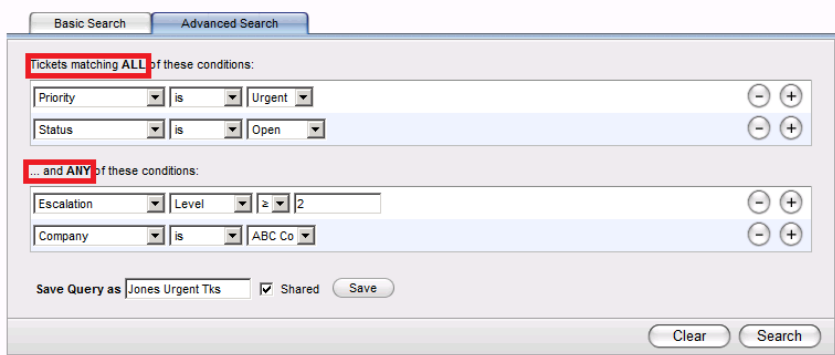 Basic Search Advanced Search
Tickets matching ALL of these conditions:
Priority is Urgent
Status is Open
... and ANY of these conditions:
Escalation Level ≥ 2
Company is ABC Co
Save Query as Jones Urgent Tks Shared Save
Clear Search